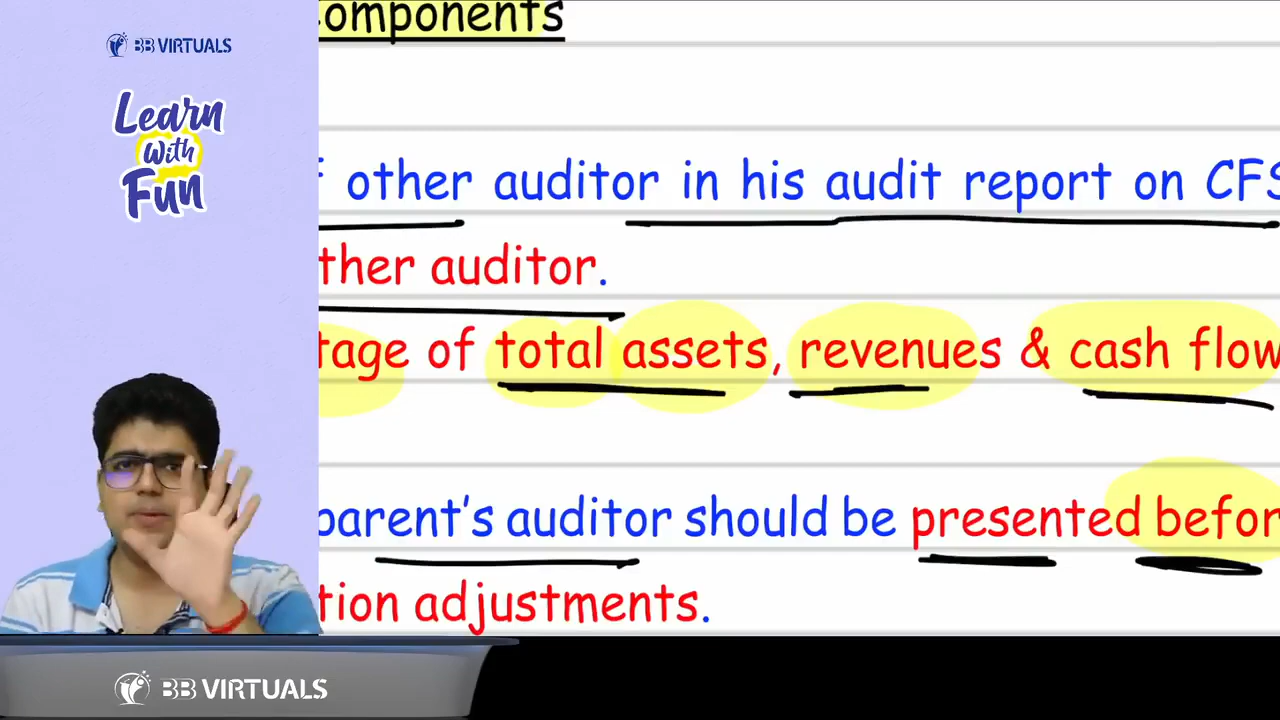 BB VIRTUALS
Learn
With
Fun
components
other auditor in his audit report on CFS
ther auditor.
tage of total assets, revenues & cash flow
parent's auditor should be presented befor
tion adjustments.
BB VIRTUALS